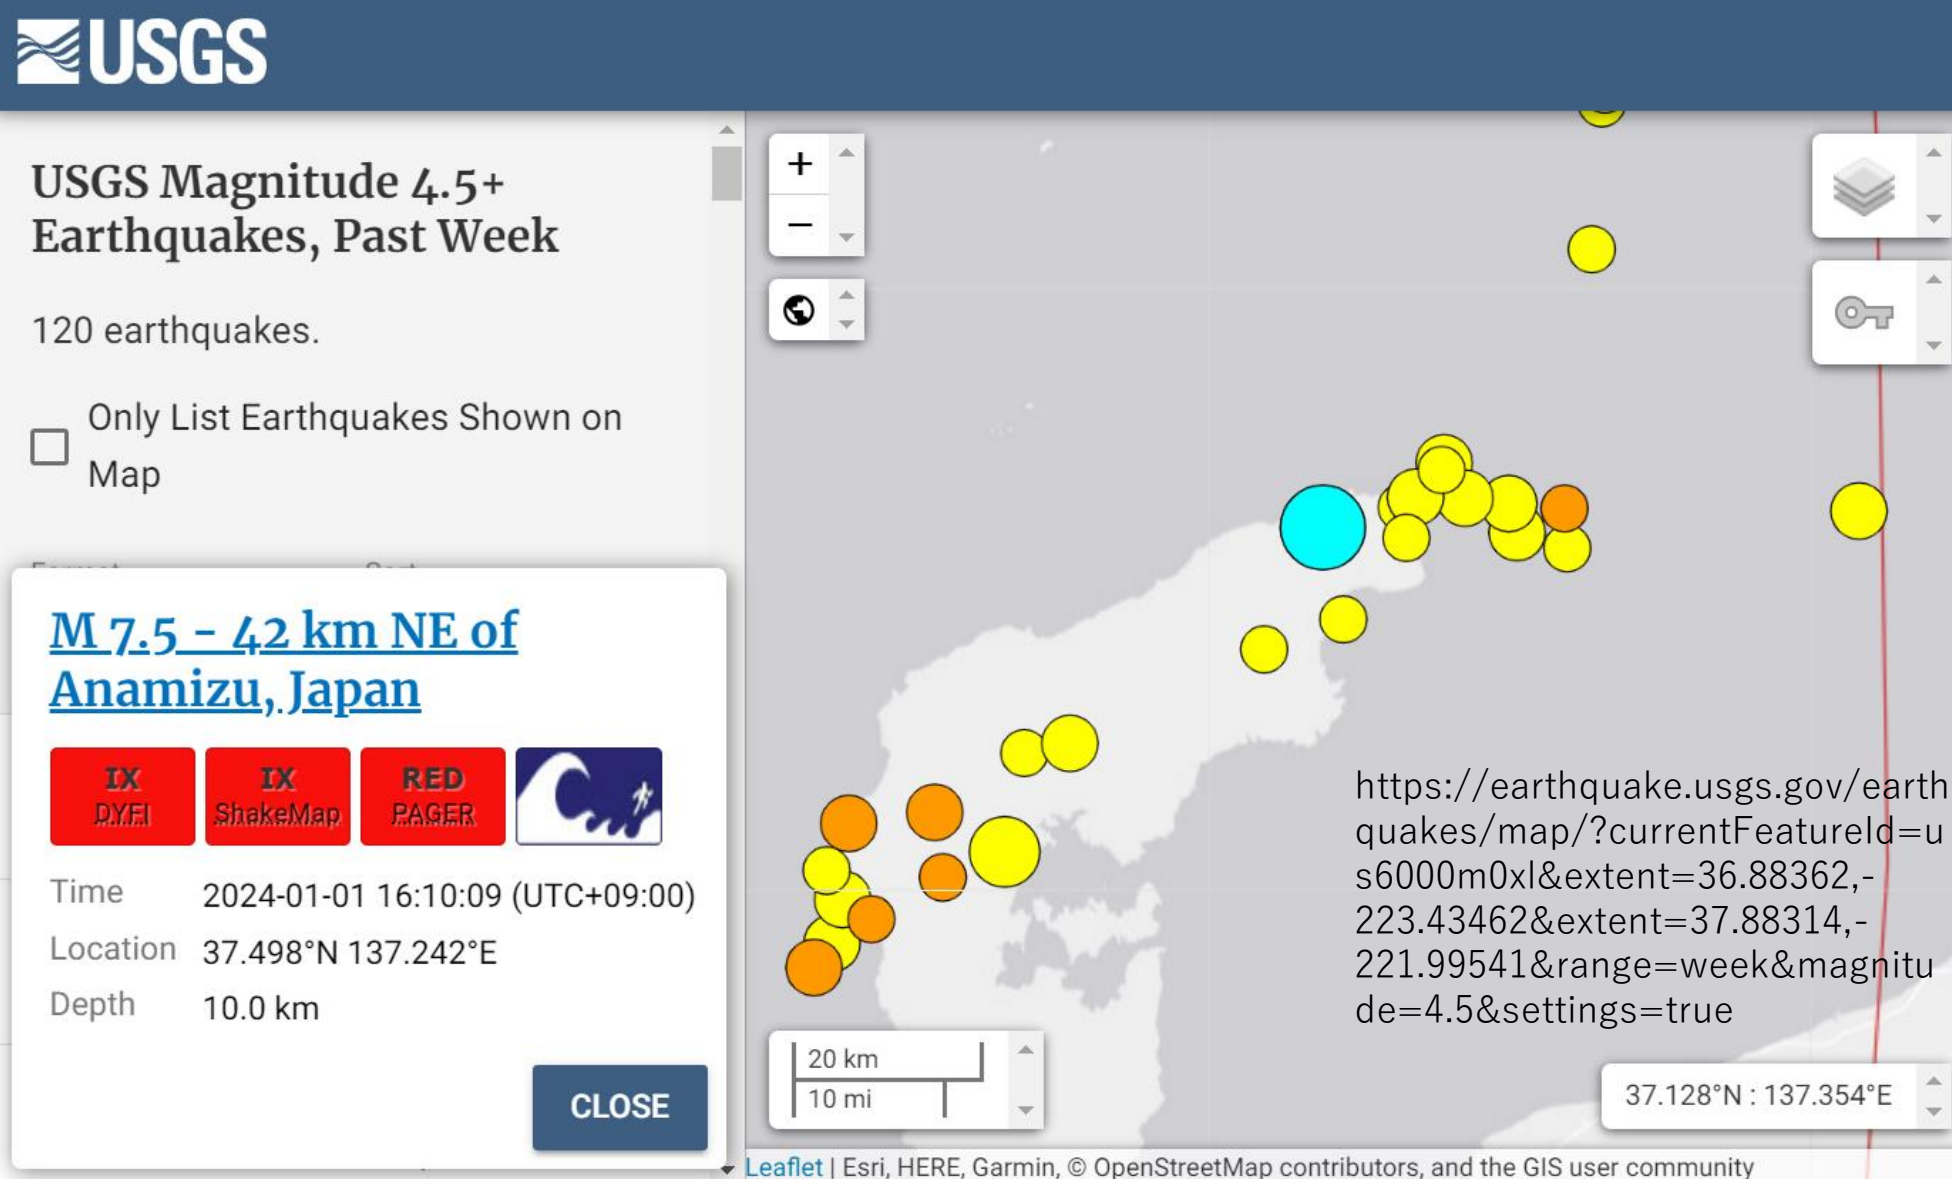 USGS
USGS Magnitude 4.5+
Earthquakes, Past Week
120 earthquakes.
Only List Earthquakes Shown on
Map
M 7.5 - 42 km NE of
Anamizu, Japan
IX
DYFI
IX
ShakeMap
RED
PAGER
Time 2024-01-01 16:10:09 (UTC+09:00)
Location 37.498°N 137.242°E
Depth 10.0 km
CLOSE
+
−
https://earthquake.usgs.gov/earth
quakes/map/?currentFeatureId=u
s6000m0xl&extent=36.88362,-
223.43462&extent=37.88314,-
221.99541&range=week&magnitu
de=4.5&settings=true
20 km
10 mi
37.128°N : 137.354°E
Leaflet | Esri, HERE, Garmin, © OpenStreetMap contributors, and the GIS user community